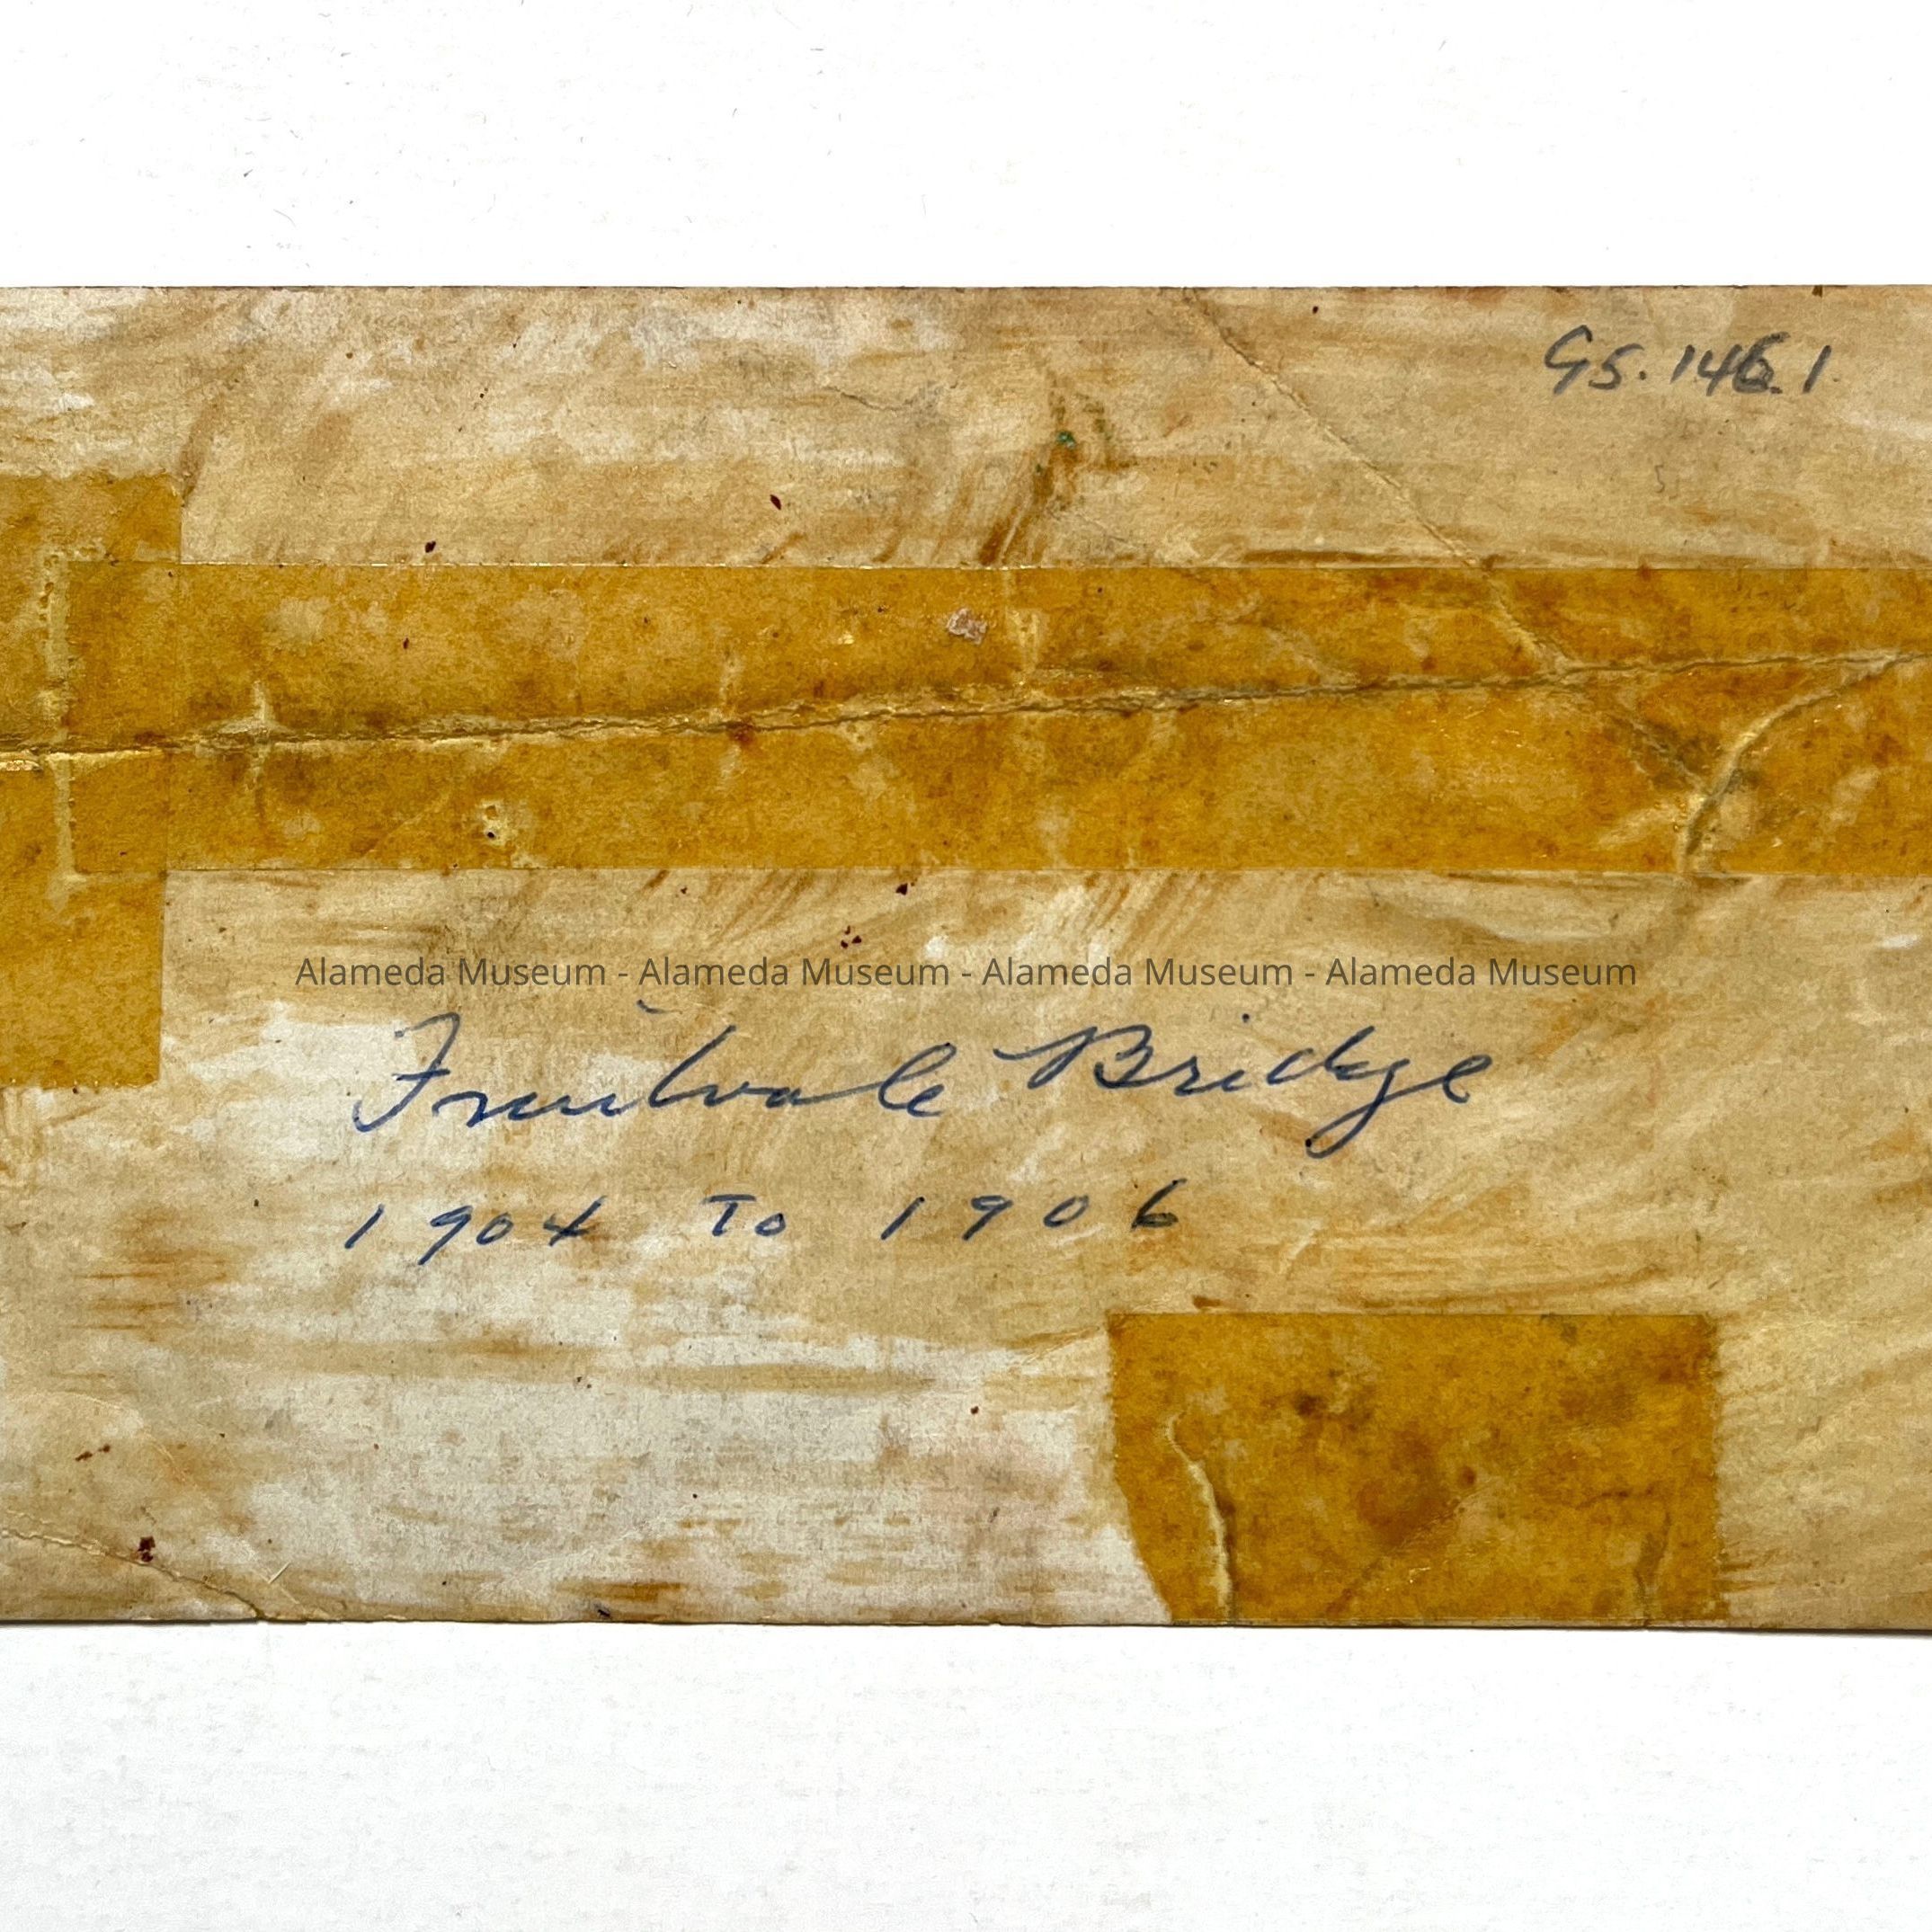 95.146.1
Alameda Museum - Alameda Museum - Alameda Museum - Alameda Museum
Fruitvale Bridge
1904 To 1906